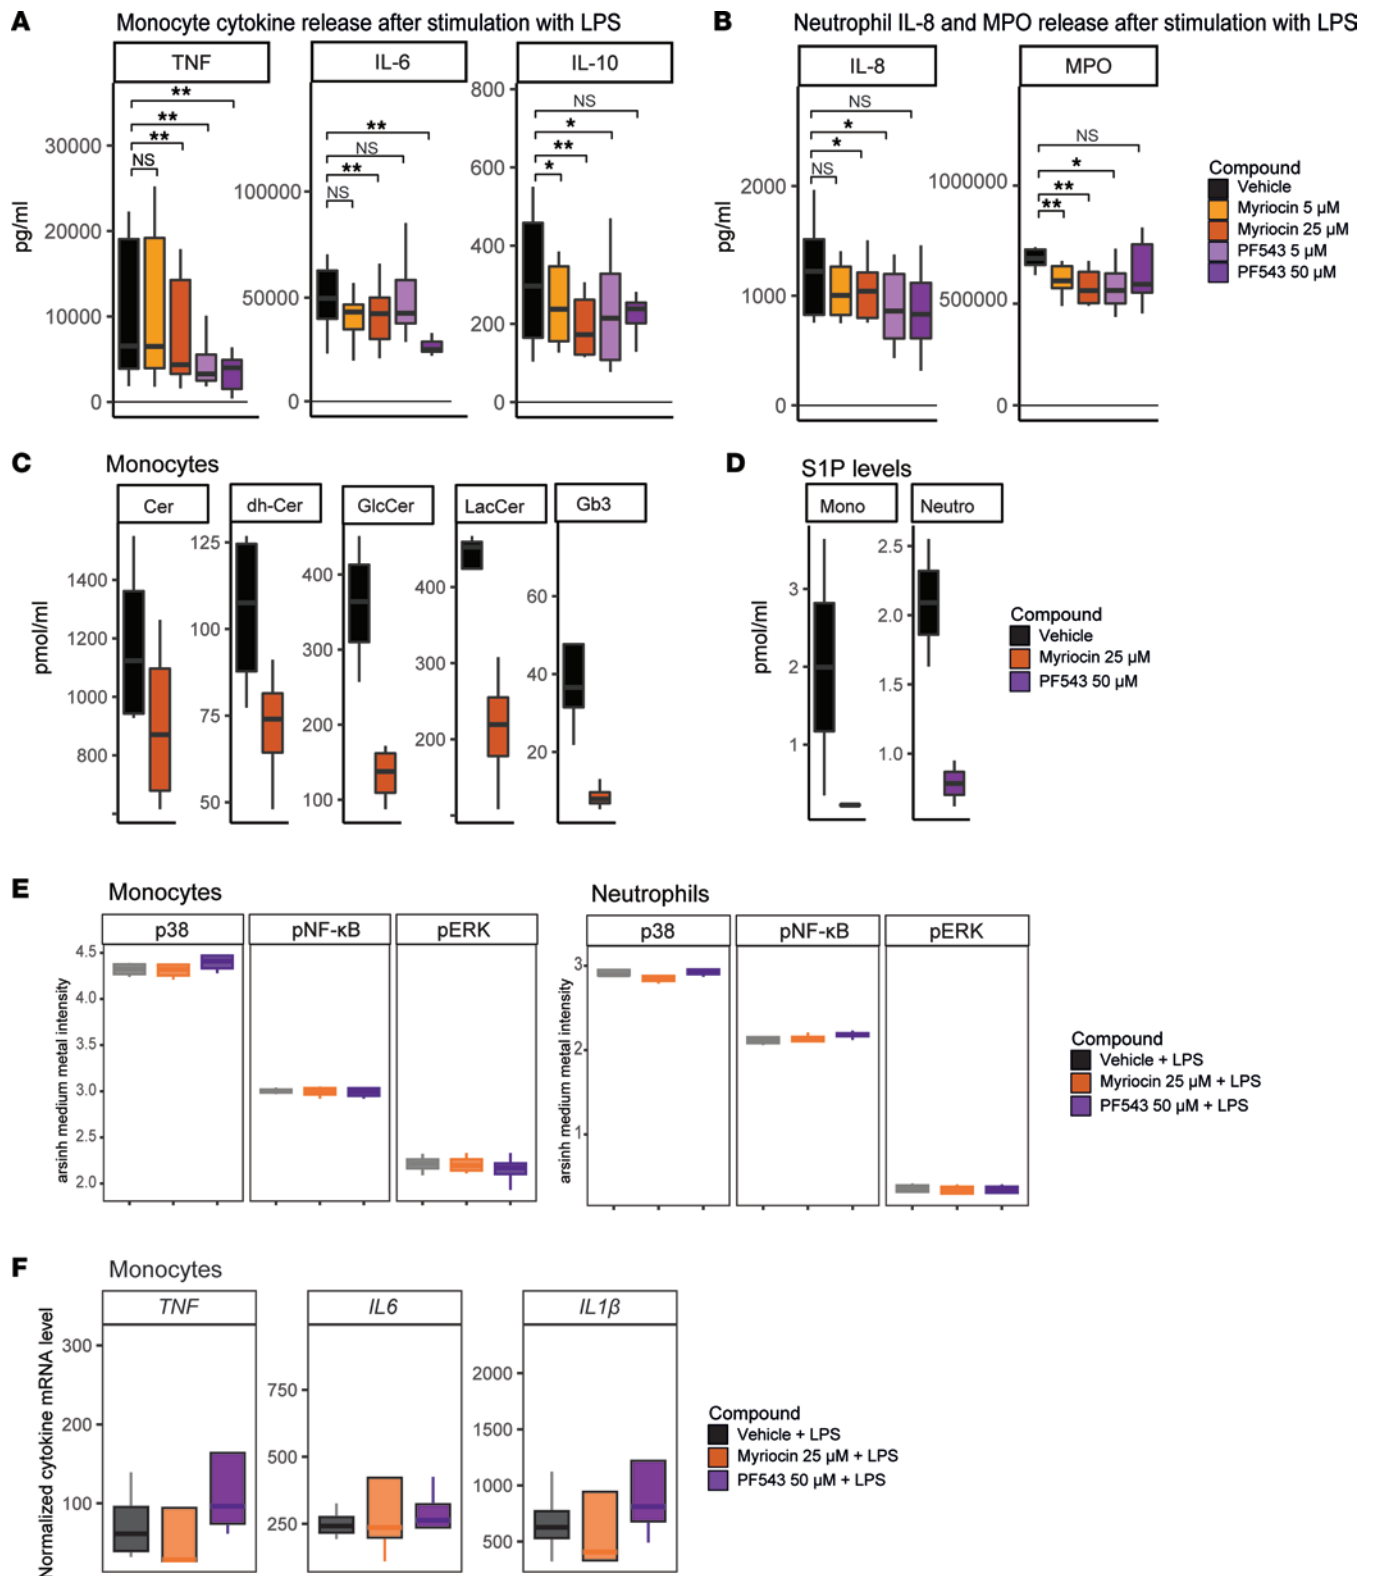 A Monocyte cytokine release after stimulation with LPS
TNF IL-6 IL-10
pg/ml
30000
20000
10000
0
** ** ** NS
100000
50000
0
** NS ** NS
800
600
400
200
0
NS * ** *
B Neutrophil IL-8 and MPO release after stimulation with LPS
IL-8 MPO
pg/ml
2000
1000
0
NS * * NS
1000000
500000
0
NS * ** **
Compound
Vehicle
Myriocin 5 µM
Myriocin 25 µM
PF543 5 µM
PF543 50 µM
C Monocytes
Cer dh-Cer GlcCer LacCer Gb3
pmol/ml
1400
1200
1000
800
125
100
75
50
400
300
200
100
400
300
200
60
40
20
D S1P levels
Mono Neutro
pmol/ml
3
2
1
2.5
2.0
1.5
1.0
Compound
Vehicle
Myriocin 25 µM
PF543 50 µM
E Monocytes
p38 pNF-κB pERK
arsinh medium metal intensity
4.5
4.0
3.5
3.0
2.5
2.0
Neutrophils
p38 pNF-κB pERK
arsinh medium metal intensity
3
2
1
Compound
Vehicle + LPS
Myriocin 25 µM + LPS
PF543 50 µM + LPS
F Monocytes
TNF IL6 IL1β
Normalized cytokine mRNA level
300
200
100
750
500
250
2000
1500
1000
500
Compound
Vehicle + LPS
Myriocin 25 µM + LPS
PF543 50 µM + LPS